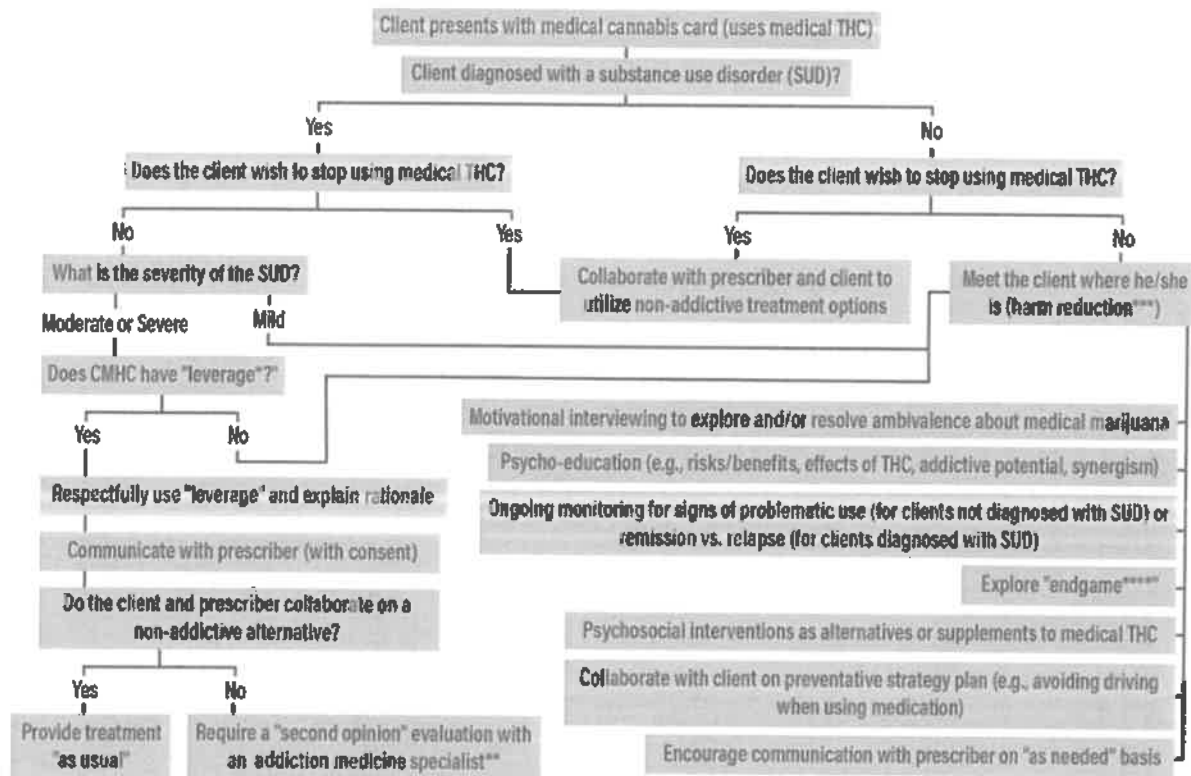 Client presents with medical cannabis card (uses medical THC)
Client diagnosed with a substance use disorder (SUD)?
Yes
No
Does the client wish to stop using medical THC?
Does the client wish to stop using medical THC?
No
Yes
Yes
No
What is the severity of the SUD?
Collaborate with prescriber and client to
utilize non-addictive treatment options
Meet the client where he/she
is (harm reduction***)
Moderate or Severe
Mild
Does CMHC have "leverage*?"
Yes
No
Motivational interviewing to explore and/or resolve ambivalence about medical marijuana
Psycho-education (e.g., risks/benefits, effects of THC, addictive potential, synergism)
Respectfully use "leverage" and explain rationale
Ongoing monitoring for signs of problematic use (for clients not diagnosed with SUD) or
remission vs. relapse (for clients diagnosed with SUD)
Communicate with prescriber (with consent)
Explore "endgame****"
Do the client and prescriber collaborate on a
non-addictive alternative?
Psychosocial interventions as alternatives or supplements to medical THC
Yes
No
Collaborate with client on preventative strategy plan (e.g., avoiding driving
when using medication)
Provide treatment
"as usual"
Require a "second opinion" evaluation with
an addiction medicine specialist**
Encourage communication with prescriber on "as needed" basis